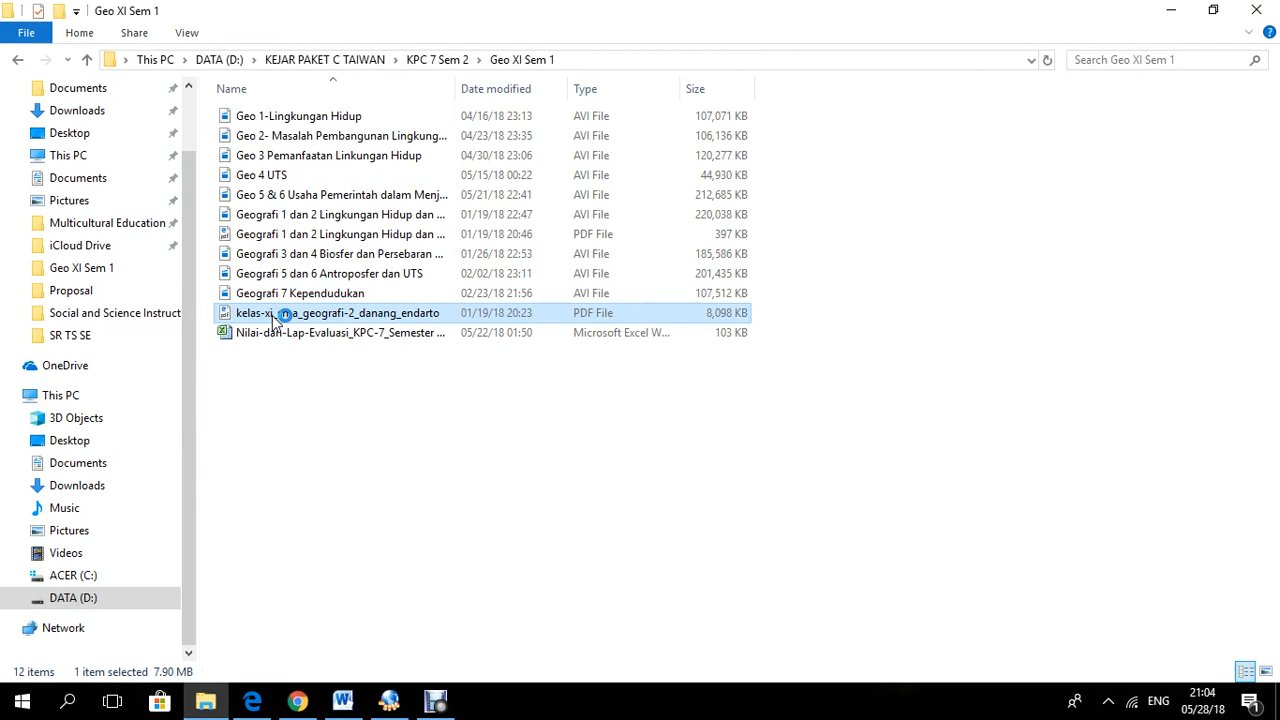 Geo XI Sem 1
File
Home
Share
View
This PC
DATA (D:)
KEJAR PAKET C TAIWAN
KPC 7 Sem 2
Geo XI Sem 1
Search Geo XI Sem 1
Name
Date modified
Type
Size
Documents
Downloads
Desktop
This PC
Documents
Pictures
Multicultural Education
iCloud Drive
Geo XI Sem 1
Proposal
Social and Science Instruct
SR TS SE
OneDrive
This PC
3D Objects
Desktop
Documents
Downloads
Music
Pictures
Videos
ACER (C:)
DATA (D:)
Network
Geo 1-Lingkungan Hidup 04/16/18 23:13 AVI File 107,071 KB
Geo 2- Masalah Pembangunan Lingkung... 04/23/18 23:35 AVI File 106,136 KB
Geo 3 Pemanfaatan Linkungan Hidup 04/30/18 23:06 AVI File 120,277 KB
Geo 4 UTS 05/15/18 00:22 AVI File 44,930 KB
Geo 5 & 6 Usaha Pemerintah dalam Menj... 05/21/18 22:41 AVI File 212,685 KB
Geografi 1 dan 2 Lingkungan Hidup dan ... 01/19/18 22:47 AVI File 220,038 KB
Geografi 1 dan 2 Lingkungan Hidup dan ... 01/19/18 20:46 PDF File 397 KB
Geografi 3 dan 4 Biosfer dan Persebaran ... 01/26/18 22:53 AVI File 185,586 KB
Geografi 5 dan 6 Antroposfer dan UTS 02/02/18 23:11 AVI File 201,435 KB
Geografi 7 Kependudukan 02/23/18 21:56 AVI File 107,512 KB
_geografi-2_danang_endarto 01/19/18 20:23 PDF File 8,098 KB
Nilai-dan-Lap-Evaluasi_KPC-7_Semester ... 05/22/18 01:50 Microsoft Excel W... 103 KB
12 items
1 item selected 7.90 MB
ENG
21:04
05/28/18